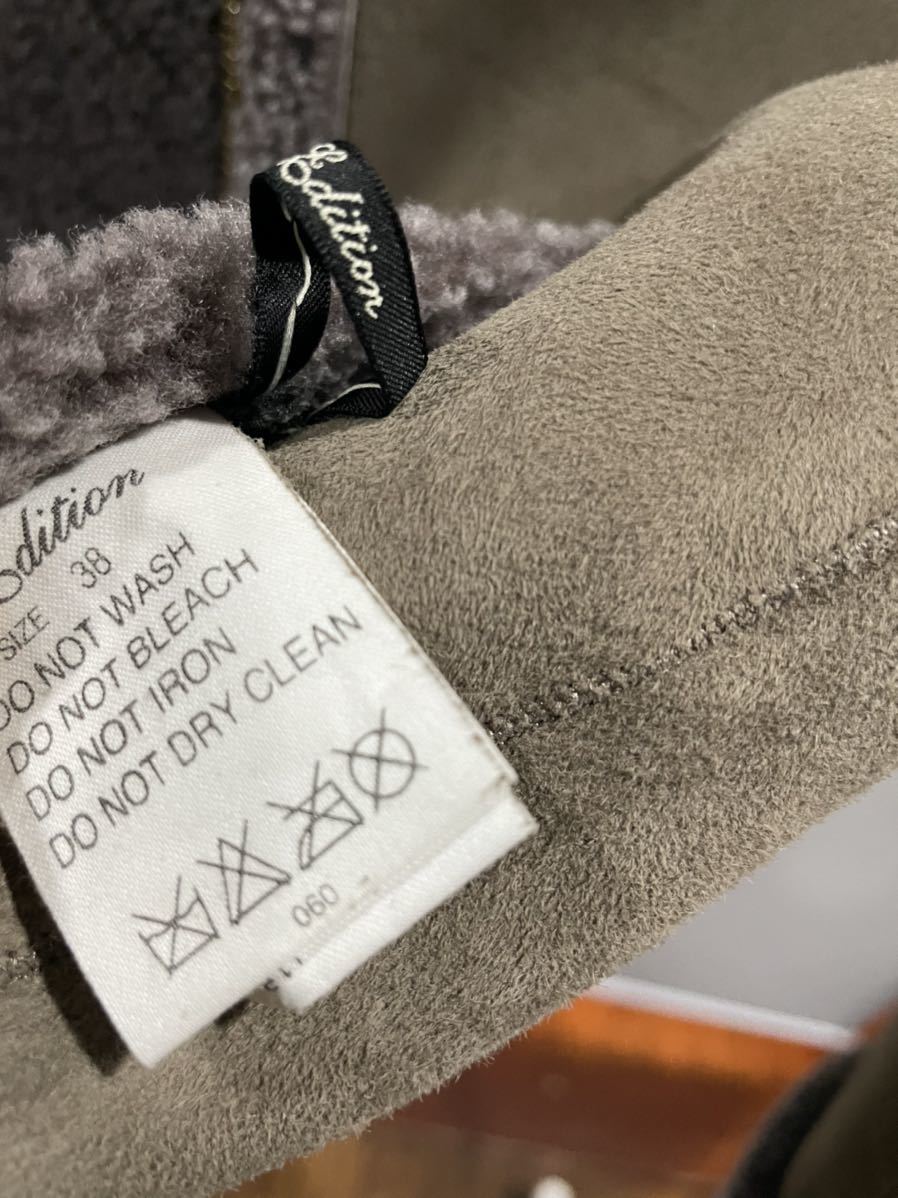 Edition
Edition
SIZE 38
DO NOT WASH
DO NOT BLEACH
DO NOT IRON
DO NOT DRY CLEAN
060